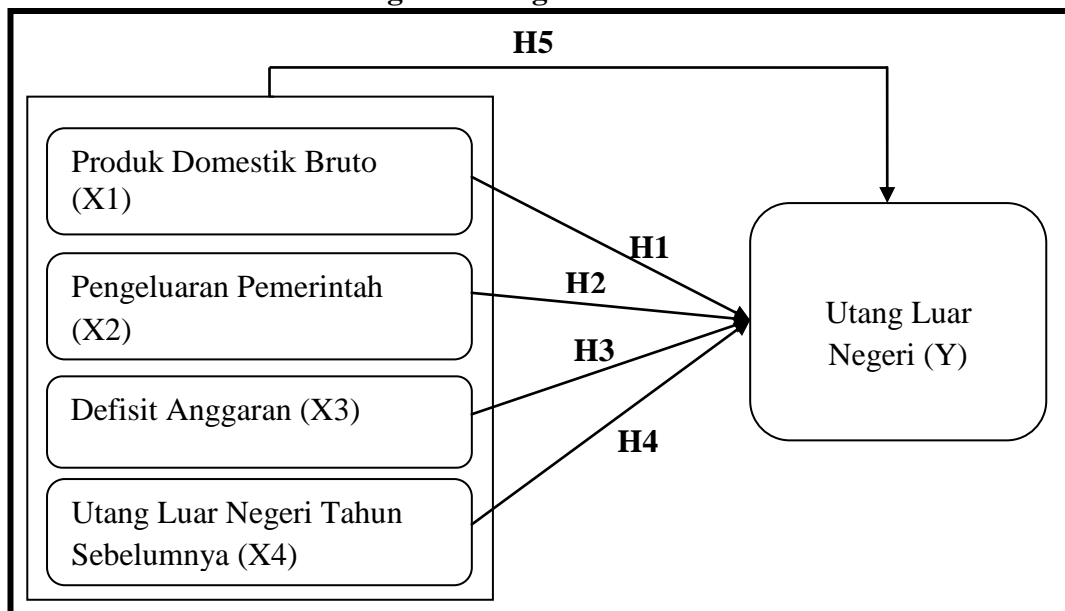 H5
Produk Domestik Bruto
(X1)
H1
Pengeluaran Pemerintah
(X2)
H2
Utang Luar
Negeri (Y)
H3
Defisit Anggaran (X3)
H4
Utang Luar Negeri Tahun
Sebelumnya (X4)